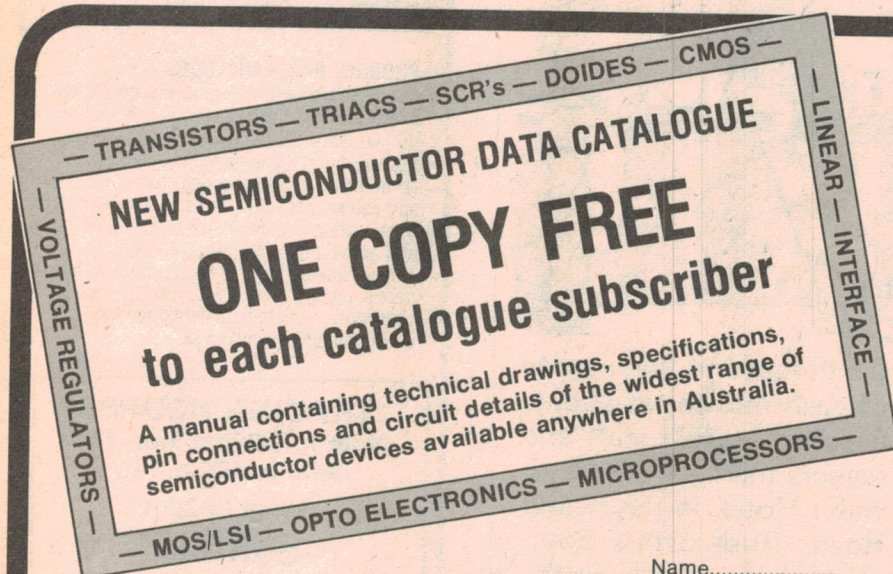 — TRANSISTORS — TRIACS — SCR's — DOIDES — CMOS —
— LINEAR — INTERFACE —
— VOLTAGE REGULATORS —
NEW SEMICONDUCTOR DATA CATALOGUE
ONE COPY FREE
to each catalogue subscriber
A manual containing technical drawings, specifications,
pin connections and circuit details of the widest range of
semiconductor devices available anywhere in Australia.
— MOS/LSI — OPTO ELECTRONICS — MICROPROCESSORS —
Name....................